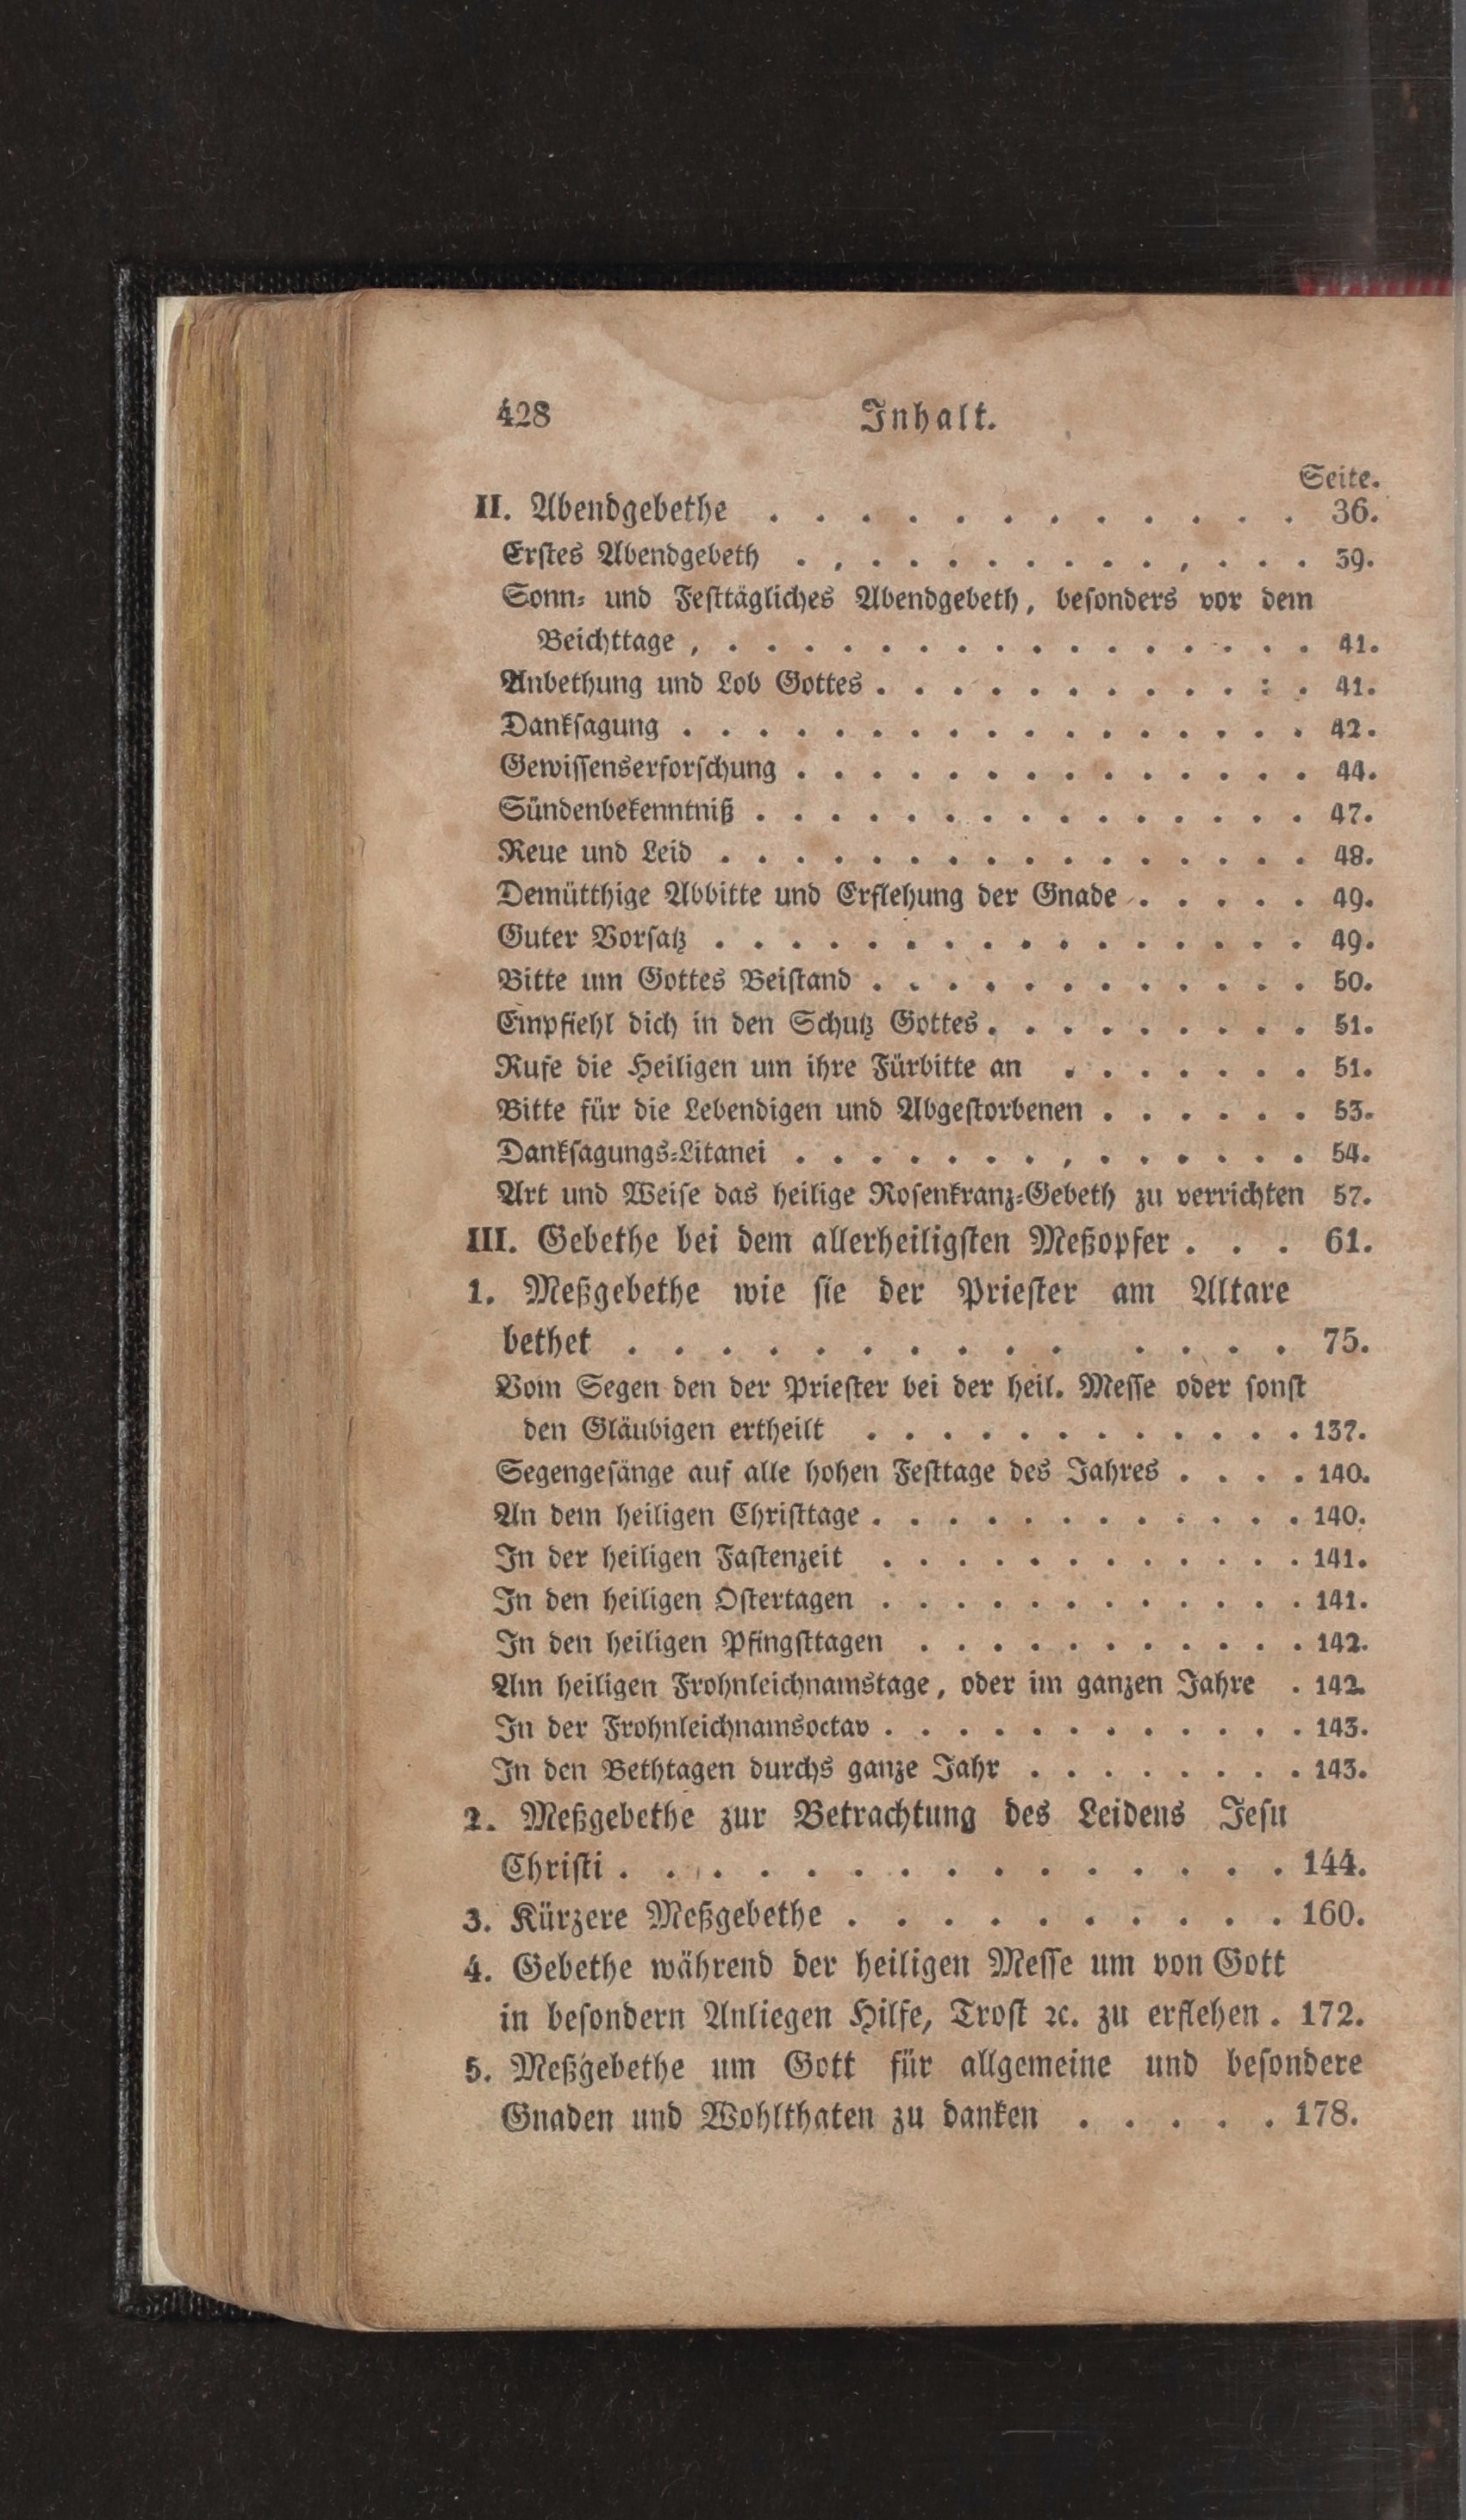 428 Inhalt.
Seite.
II. Abendgebethe . . . . . . . . . . . . 36.
Erstes Abendgebeth . , . . . . . . . . . , . . . 39.
Sonn- und Festtägliches Abendgebeth, besonders vor dem
Beichttage , . . . . . . . . . . . . . . . . . 41.
Anbethung und Lob Gottes . . . . . . . . . . : . 41.
Danksagung . . . . . . . . . . . . . . . . . 42.
Gewissenserforschung . . . . . . . . . . . . . . 44.
Sündenbekenntniß . . . . . . . . . . . . . . . 47.
Reue und Leid . . . . . . . . . . . . . . . . 48.
Demütthige Abbitte und Erflehung der Gnade . . . . . 49.
Guter Vorsatz . . . . . . . . . . . . . . . . 49.
Bitte um Gottes Beistand . . . . . . . . . . . . 50.
Empfiehl dich in den Schutz Gottes . . . . . . . . . 51.
Rufe die Heiligen um ihre Fürbitte an . . . . . . . 51.
Bitte für die Lebendigen und Abgestorbenen . . . . . . 53.
Danksagungs-Litanei . . . . . . . , . . . . . . 54.
Art und Weise das heilige Rosenkranz-Gebeth zu verrichten 57.
III. Gebethe bei dem allerheiligsten Meßopfer . . . 61.
1. Meßgebethe wie sie der Priester am Altare
bethet . . . . . . . . . . . . . . 75.
Vom Segen den der Priester bei der heil. Messe oder sonst
den Gläubigen ertheilt . . . . . . . . . . . . 137.
Segengesänge auf alle hohen Festtage des Jahres . . . . 140.
An dem heiligen Christtage . . . . . . . . . . . . 140.
In der heiligen Fastenzeit . . . . . . . . . . . . 141.
In den heiligen Ostertagen . . . . . . . . . . . . 141.
In den heiligen Pfingsttagen . . . . . . . . . . . 142.
Am heiligen Frohnleichnamstage, oder im ganzen Jahre . 142.
In der Frohnleichnamsoctav . . . . . . . . . . . . 143.
In den Bethtagen durchs ganze Jahr . . . . . . . . 143.
2. Meßgebethe zur Betrachtung des Leidens Jesu
Christi . . . . . . . . . . . . . . . 144.
3. Kürzere Meßgebethe . . . . . . . . . . 160.
4. Gebethe während der heiligen Messe um von Gott
in besondern Anliegen Hilfe, Trost ꝛc. zu erflehen . 172.
5. Meßgebethe um Gott für allgemeine und besondere
Gnaden und Wohlthaten zu danken . . . . . 178.